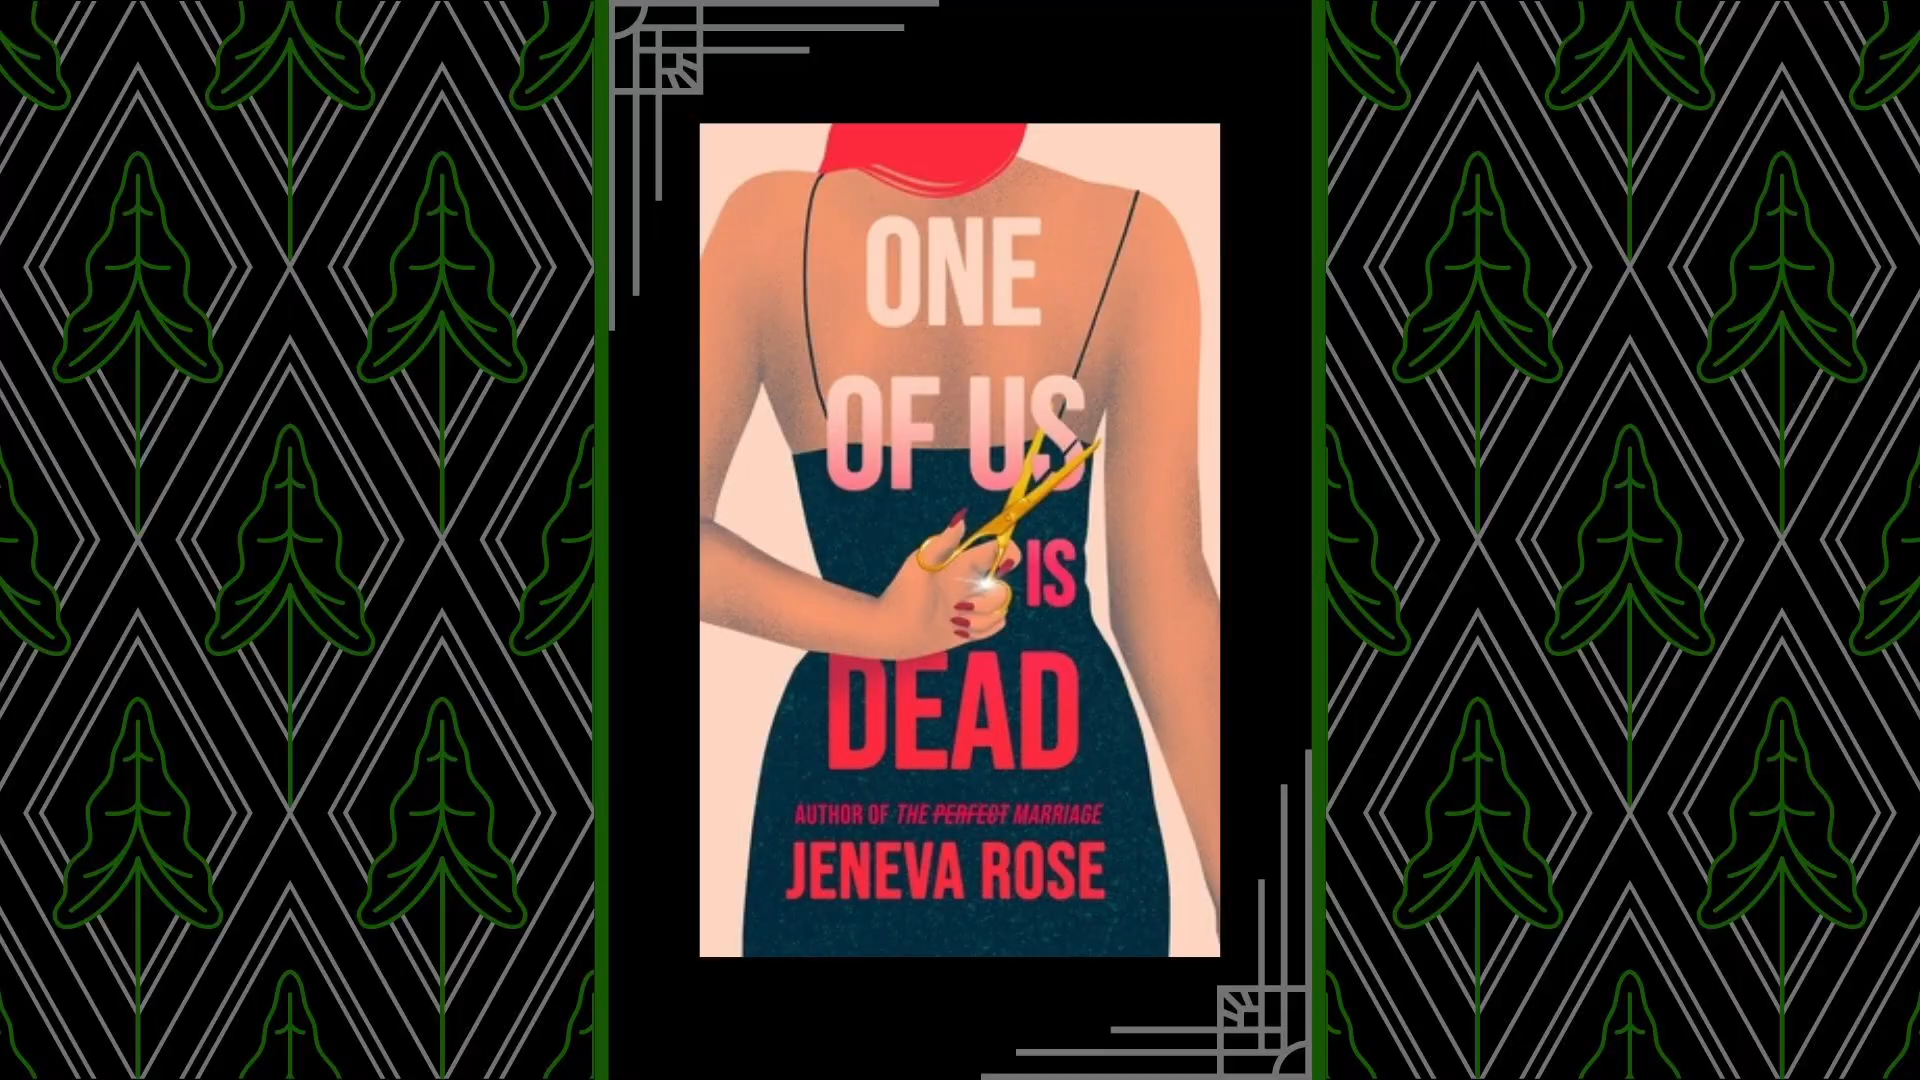 ONE
OF US
IS
DEAD
AUTHOR OF THE PERFECT MARRIAGE
JENEVA ROSE